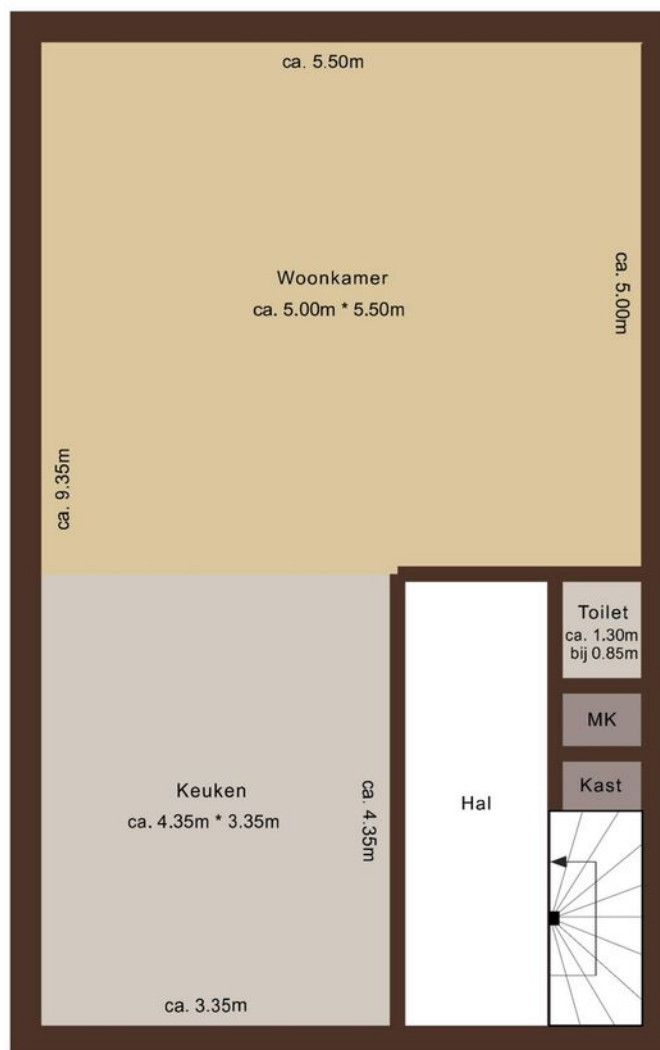 ca. 5.50m
Woonkamer
ca. 5.00m * 5.50m
ca. 5.00m
ca. 9.35m
Toilet
ca. 1.30m
bij 0.85m
MK
Kast
Keuken
ca. 4.35m * 3.35m
ca. 4.35m
Hal
ca. 3.35m